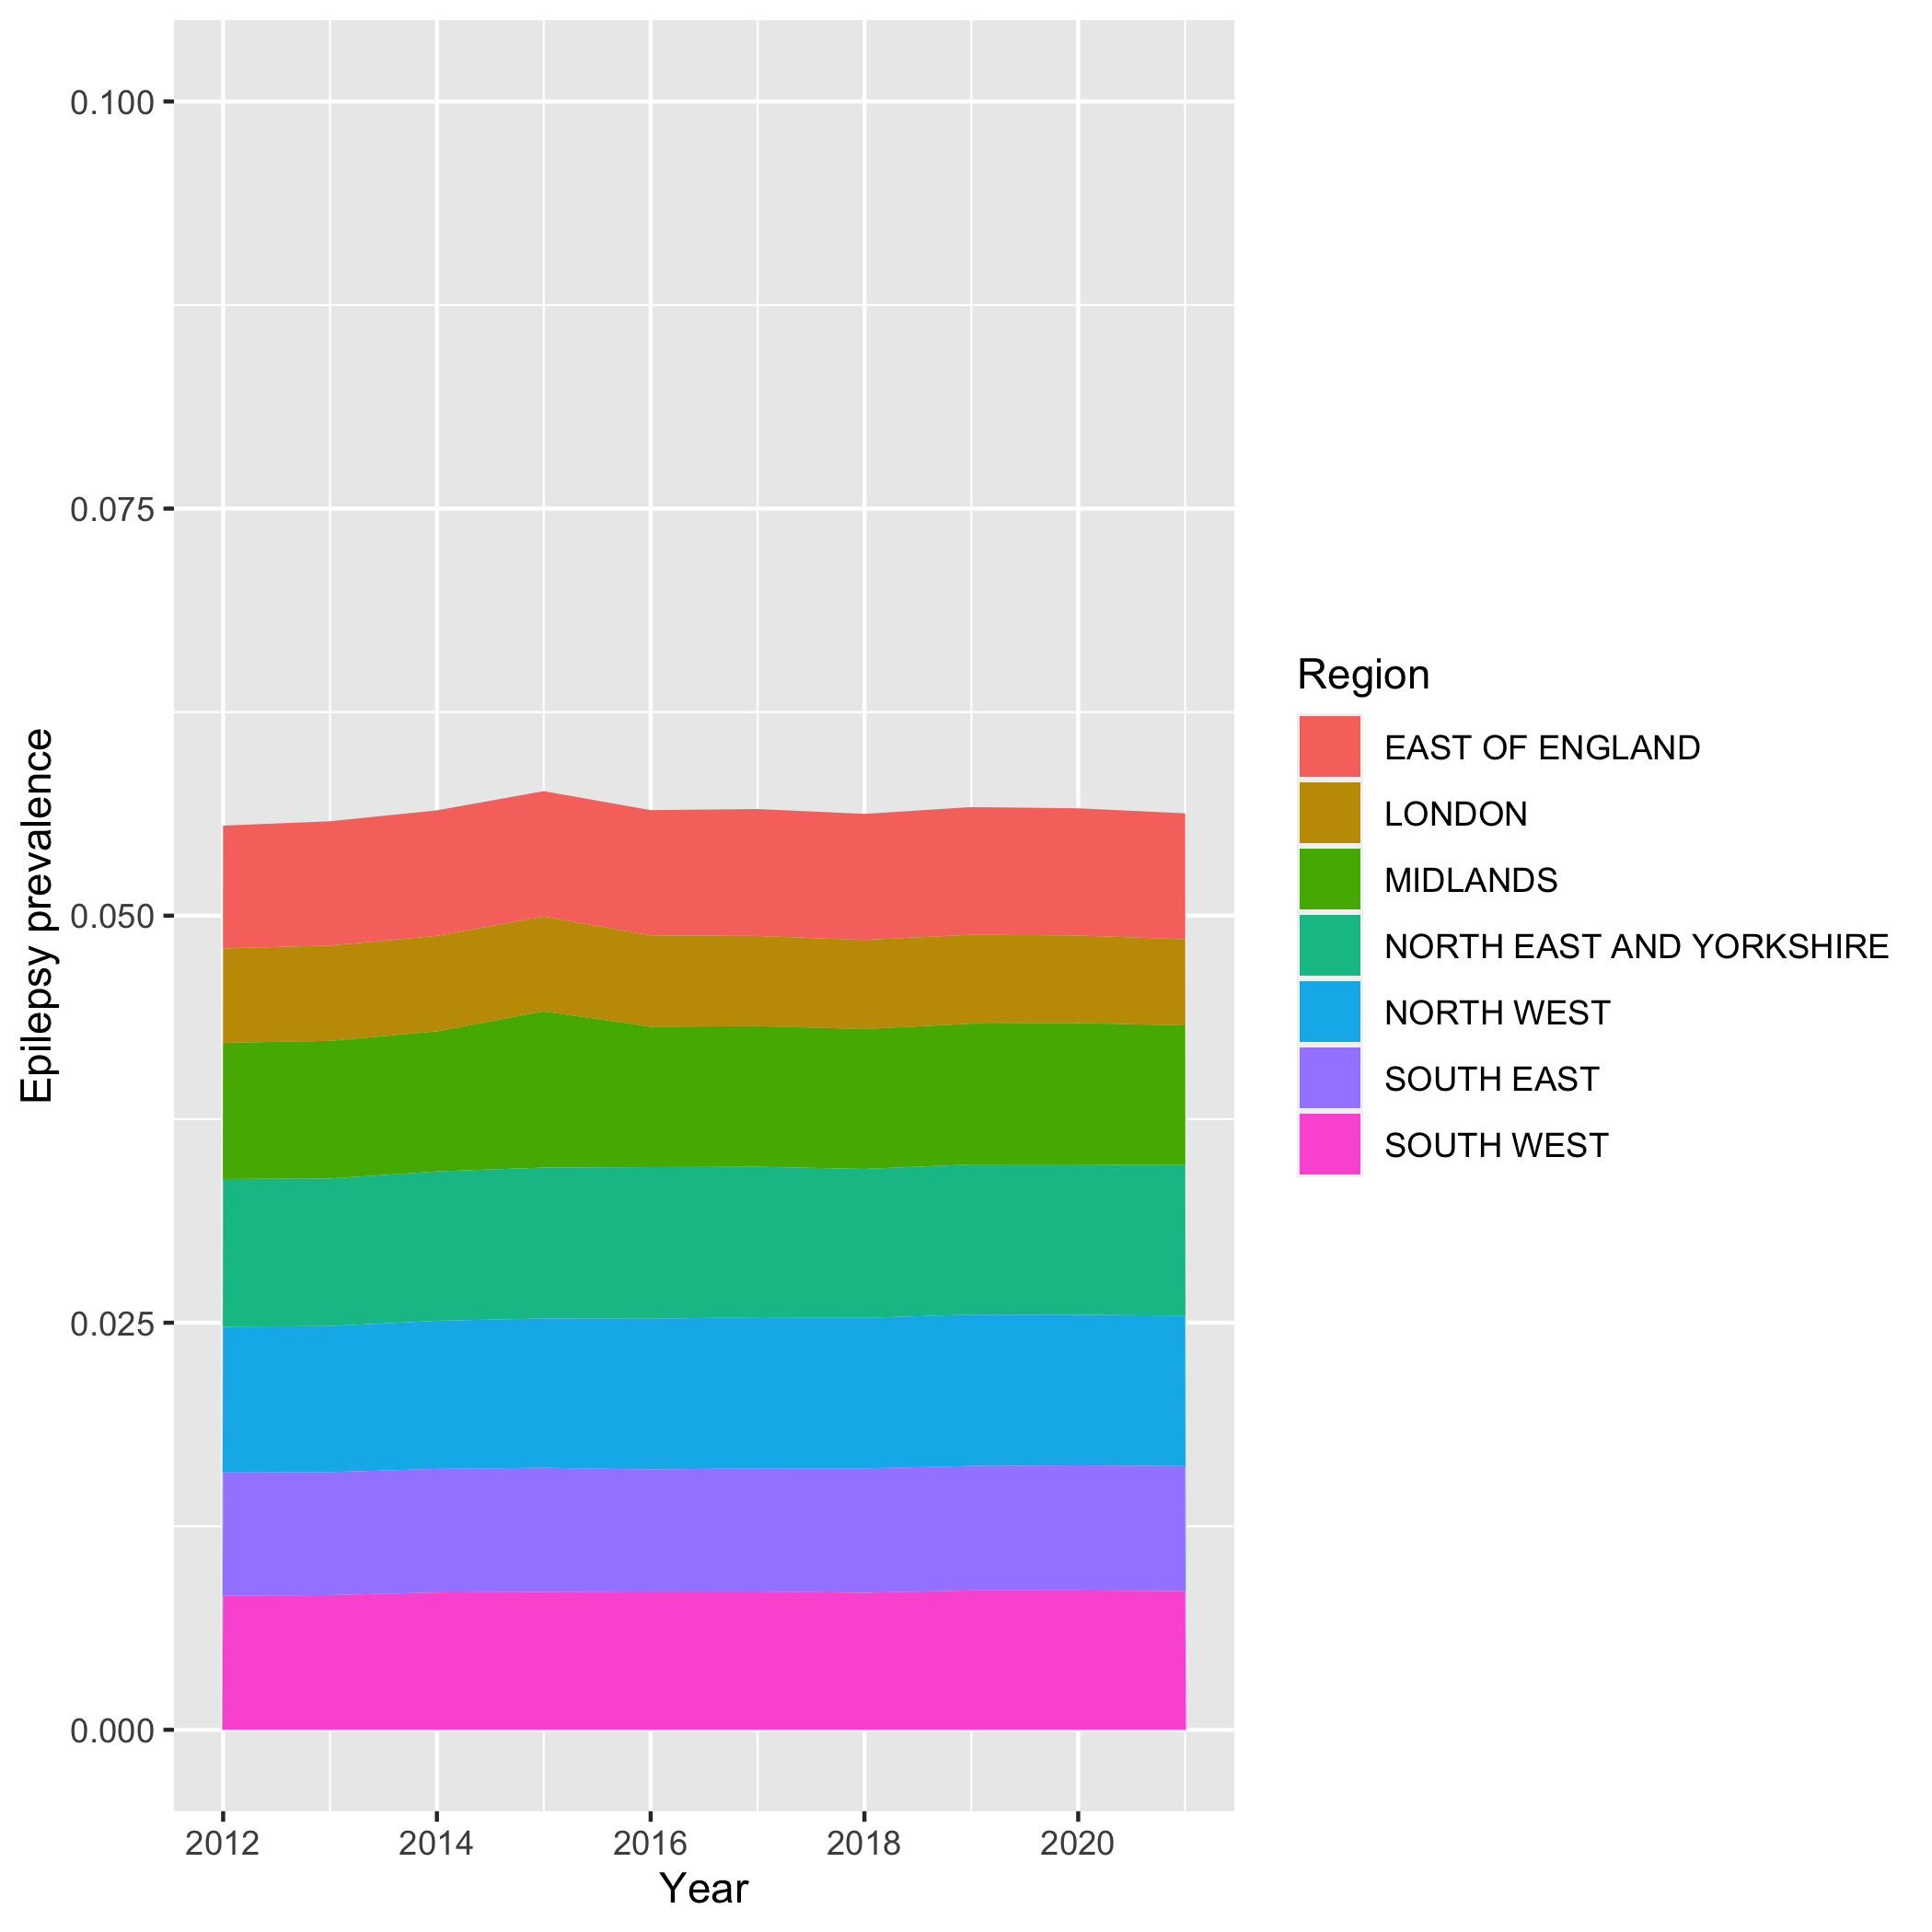 Epilepsy prevalence
0.100
0.075
0.050
0.025
0.000
2012 2014 2016 2018 2020
Year
Region
EAST OF ENGLAND
LONDON
MIDLANDS
NORTH EAST AND YORKSHIRE
NORTH WEST
SOUTH EAST
SOUTH WEST